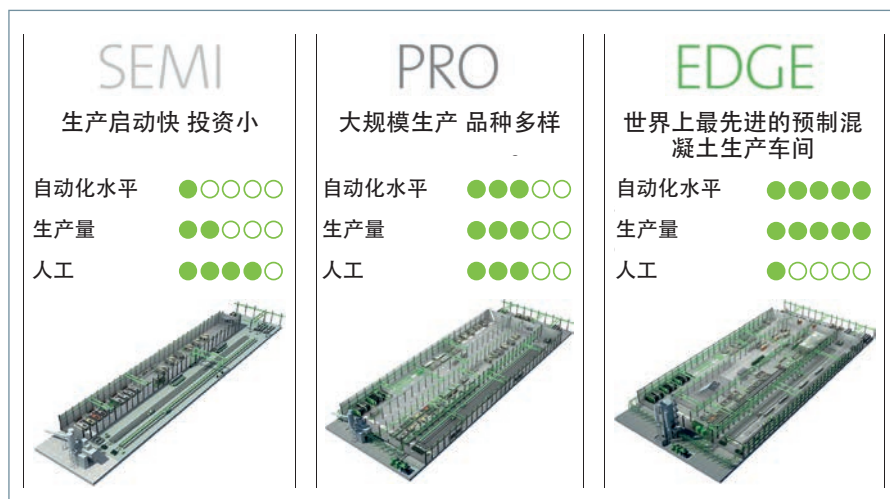 SEMI
生产启动快 投资小
自动化水平
生产量
人工
PRO
大规模生产 品种多样
自动化水平
生产量
人工
EDGE
世界上最先进的预制混
凝土生产车间
自动化水平
生产量
人工